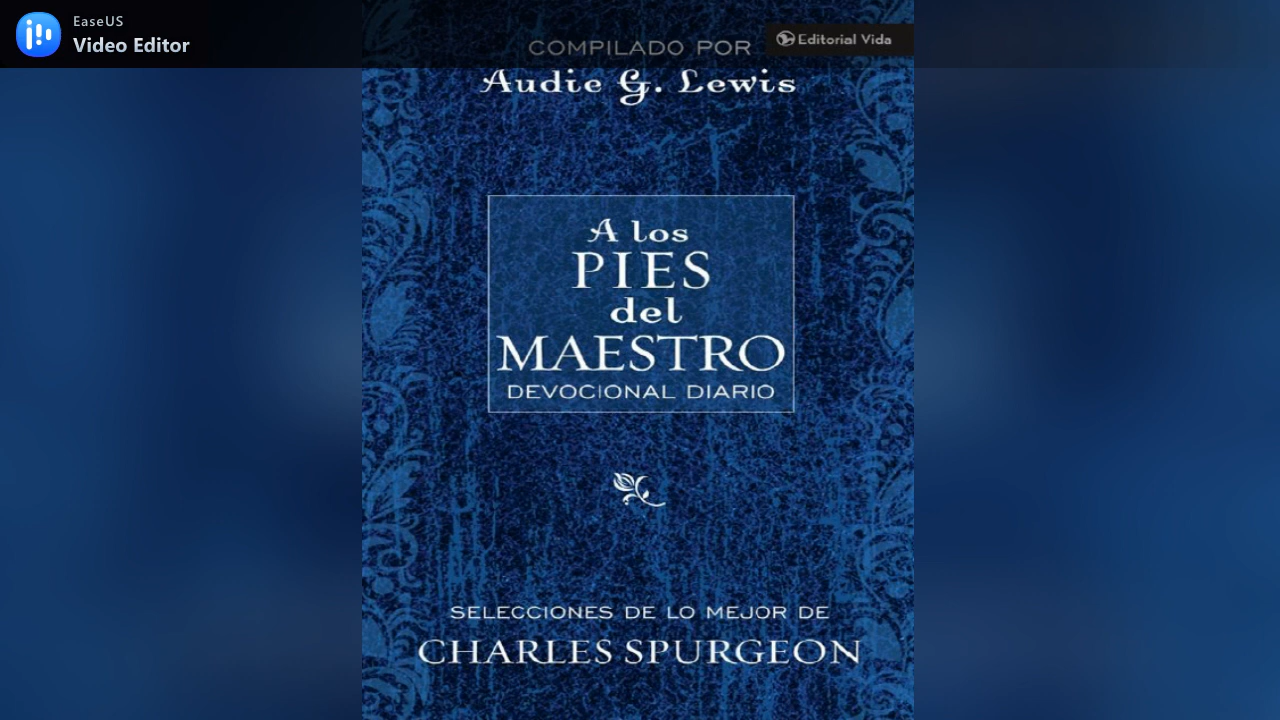 EaseUS
Video Editor
COMPILADO POR
Editorial Vida
Audie G. Lewis
A los
PIES
del
MAESTRO
DEVOCIONAL DIARIO
SELECCIONES DE LO MEJOR DE
CHARLES SPURGEON